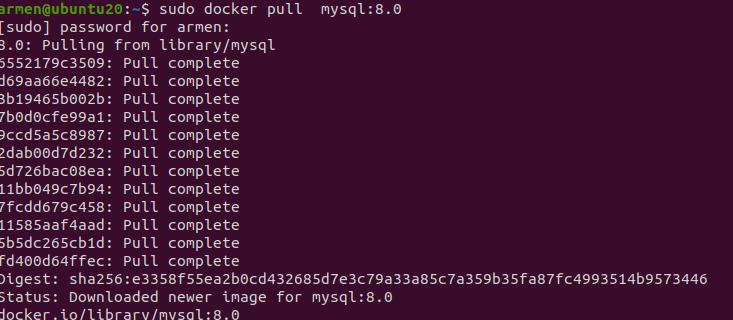 armen@ubuntu20:~$ sudo docker pull  mysql:8.0
[sudo] password for armen:
8.0: Pulling from library/mysql
6552179c3509: Pull complete
d69aa66e4482: Pull complete
3b19465b002b: Pull complete
7b0d0cfe99a1: Pull complete
9ccd5a5c8987: Pull complete
2dab00d7d232: Pull complete
5d726bac08ea: Pull complete
11bb049c7b94: Pull complete
7fcdd679c458: Pull complete
11585aaf4aad: Pull complete
5b5dc265cb1d: Pull complete
fd400d64ffec: Pull complete
Digest: sha256:e3358f55ea2b0cd432685d7e3c79a33a85c7a359b35fa87fc4993514b9573446
Status: Downloaded newer image for mysql:8.0
docker.io/library/mysql:8.0